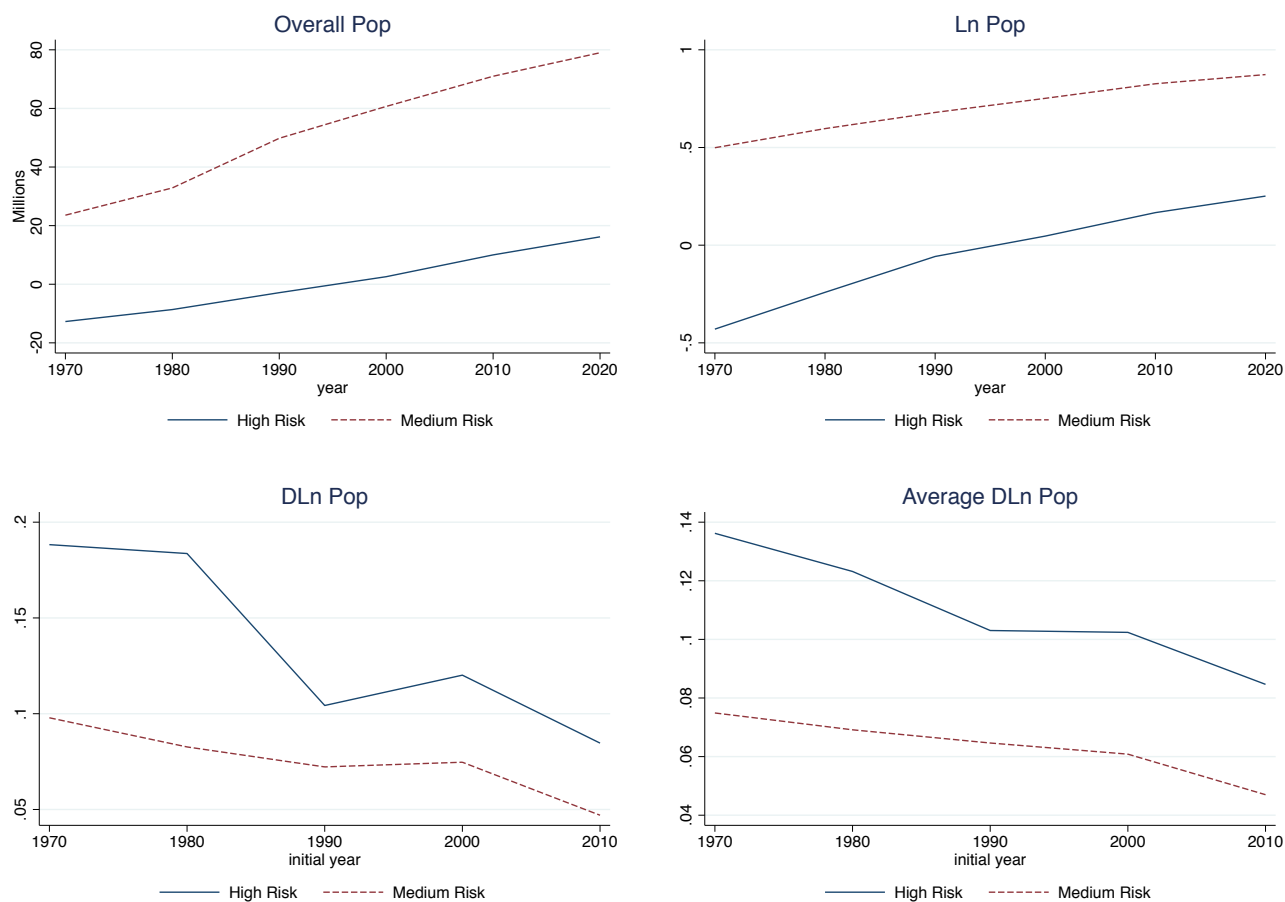 Overall Pop
Millions
80
60
40
20
0
-20
1970 1980 1990 2000 2010 2020
year
High Risk Medium Risk
Ln Pop
1
.5
0
-.5
1970 1980 1990 2000 2010 2020
year
High Risk Medium Risk
DLn Pop
.2
.15
.1
.05
1970 1980 1990 2000 2010
initial year
High Risk Medium Risk
Average DLn Pop
.14
.12
.1
.08
.06
.04
1970 1980 1990 2000 2010
initial year
High Risk Medium Risk